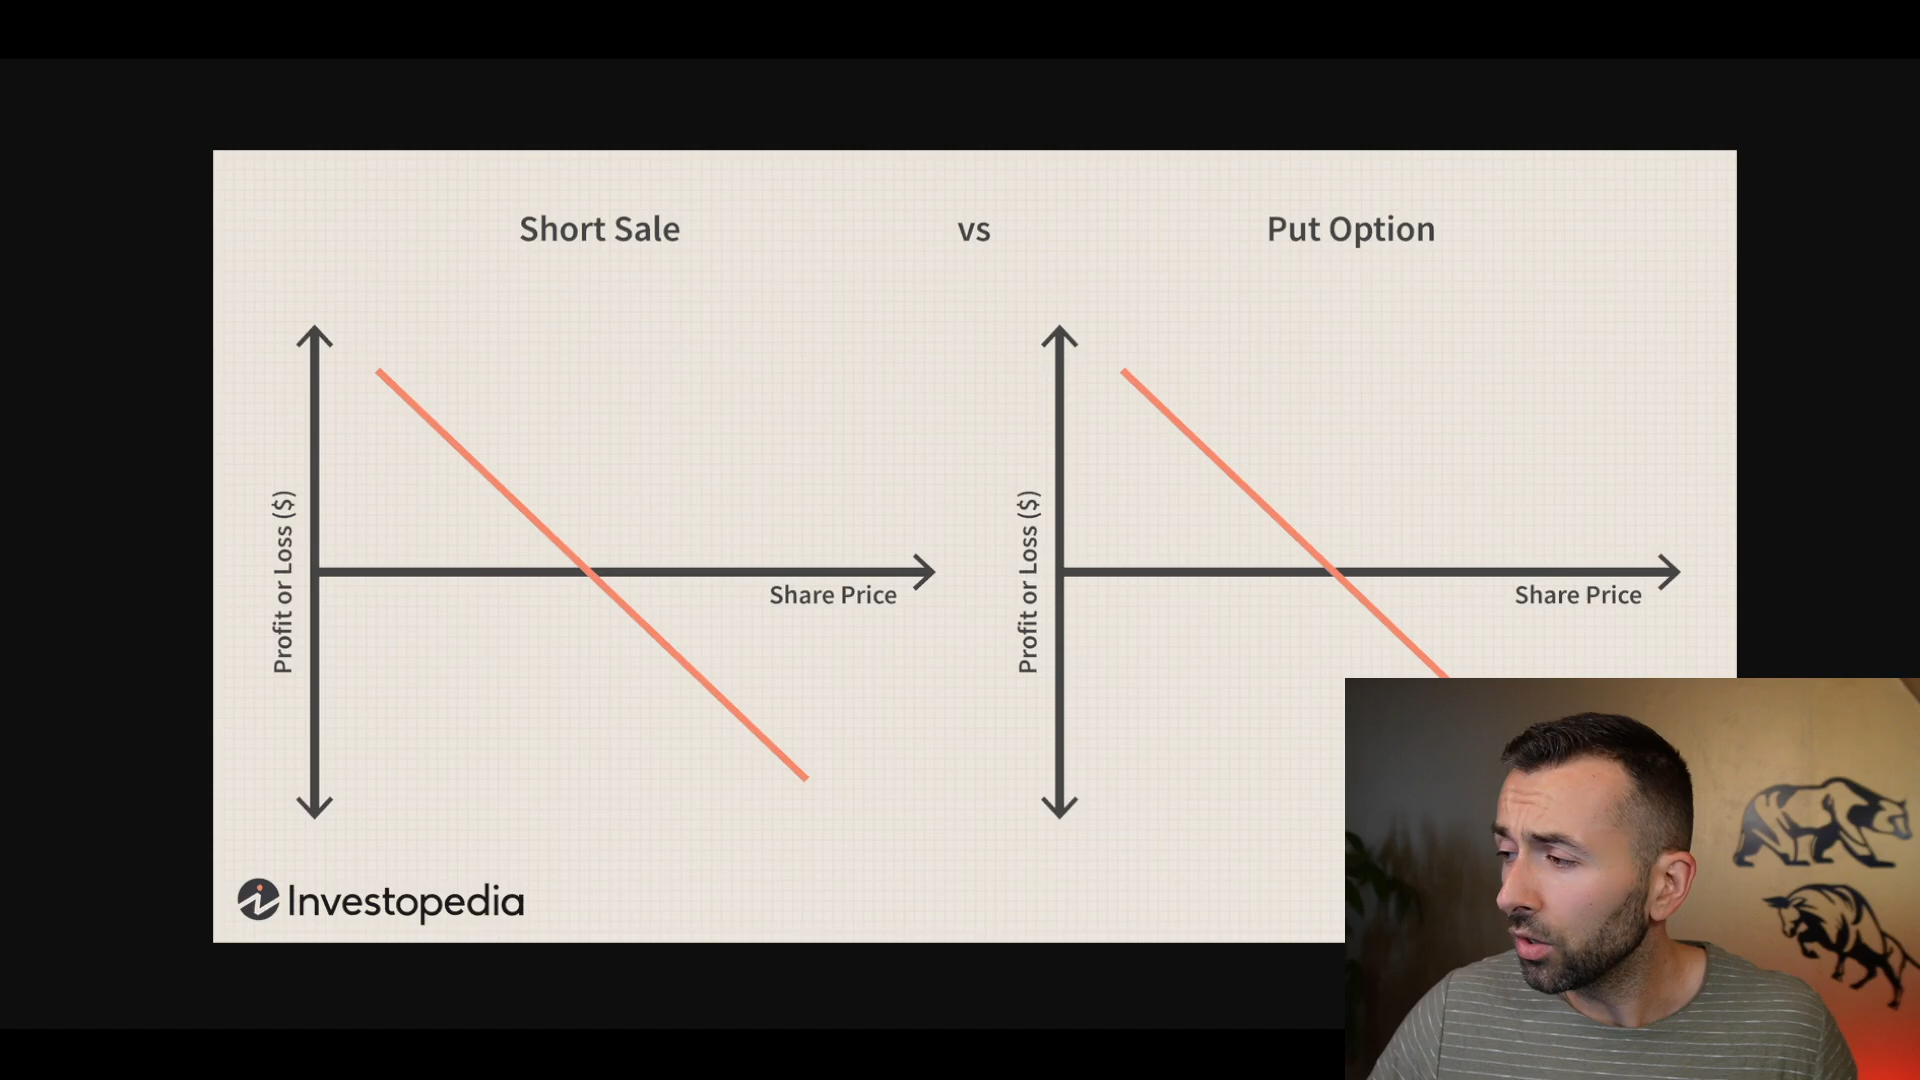 Short Sale vs Put Option
Profit or Loss ($)
Share Price
Profit or Loss ($)
Share Price
Investopedia